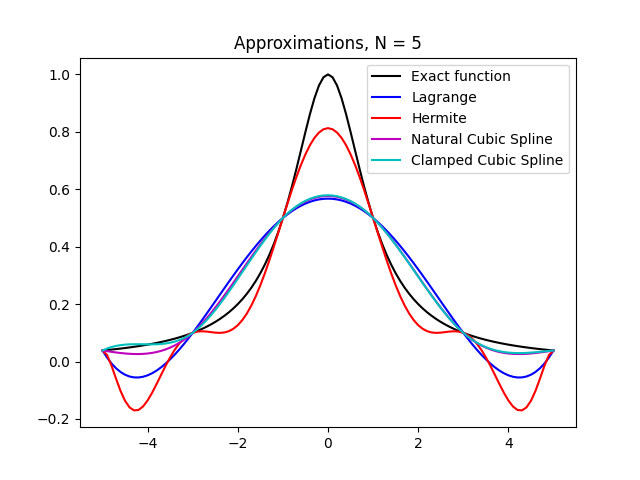 Approximations, N = 5
Exact function
Lagrange
Hermite
Natural Cubic Spline
Clamped Cubic Spline
1.0
0.8
0.6
0.4
0.2
0.0
−0.2
−4 −2 0 2 4